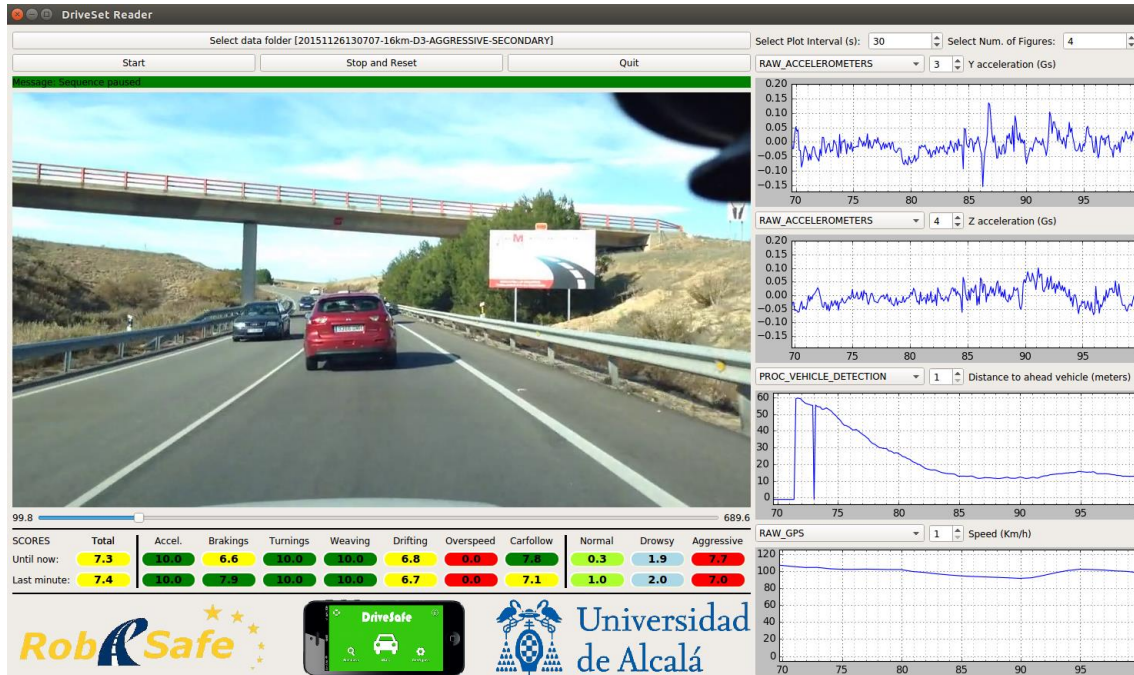 DriveSet Reader
Select data folder [20151126130707-16km-D3-AGGRESSIVE-SECONDARY]
Start Stop and Reset Quit
Message: Sequence paused
M
99.8 689.6
SCORES Total Accel. Brakings Turnings Weaving Drifting Overspeed Carfollow Normal Drowsy Aggressive
Until now: 7.3 10.0 6.6 10.0 10.0 6.8 0.0 7.8 0.3 1.9 7.7
Last minute: 7.4 10.0 7.9 10.0 10.0 6.7 0.0 7.1 1.0 2.0 7.0
RobSafe
DriveSafe
Universidad
de Alcalá
Select Plot Interval (s): 30 Select Num. of Figures: 4
RAW_ACCELEROMETERS 3 Y acceleration (Gs)
0.20
0.15
0.10
0.05
0.00
−0.05
−0.10
−0.15
70 75 80 85 90 95
RAW_ACCELEROMETERS 4 Z acceleration (Gs)
0.20
0.15
0.10
0.05
0.00
−0.05
−0.10
−0.15
70 75 80 85 90 95
PROC_VEHICLE_DETECTION 1 Distance to ahead vehicle (meters)
60
50
40
30
20
10
0
70 75 80 85 90 95
RAW_GPS 1 Speed (Km/h)
120
100
80
60
40
20
0
70 75 80 85 90 95